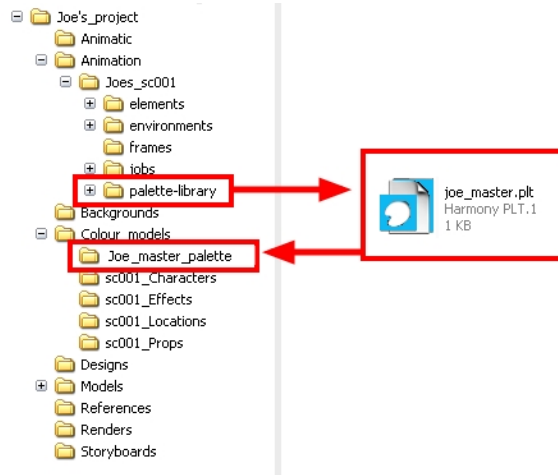 Joe's_project
Animatic
Animation
Joes_sc001
elements
environments
frames
jobs
palette-library
Backgrounds
Colour_models
Joe_master_palette
sc001_Characters
sc001_Effects
sc001_Locations
sc001_Props
Designs
Models
References
Renders
Storyboards
joe_master.plt
Harmony PLT.1
1 KB